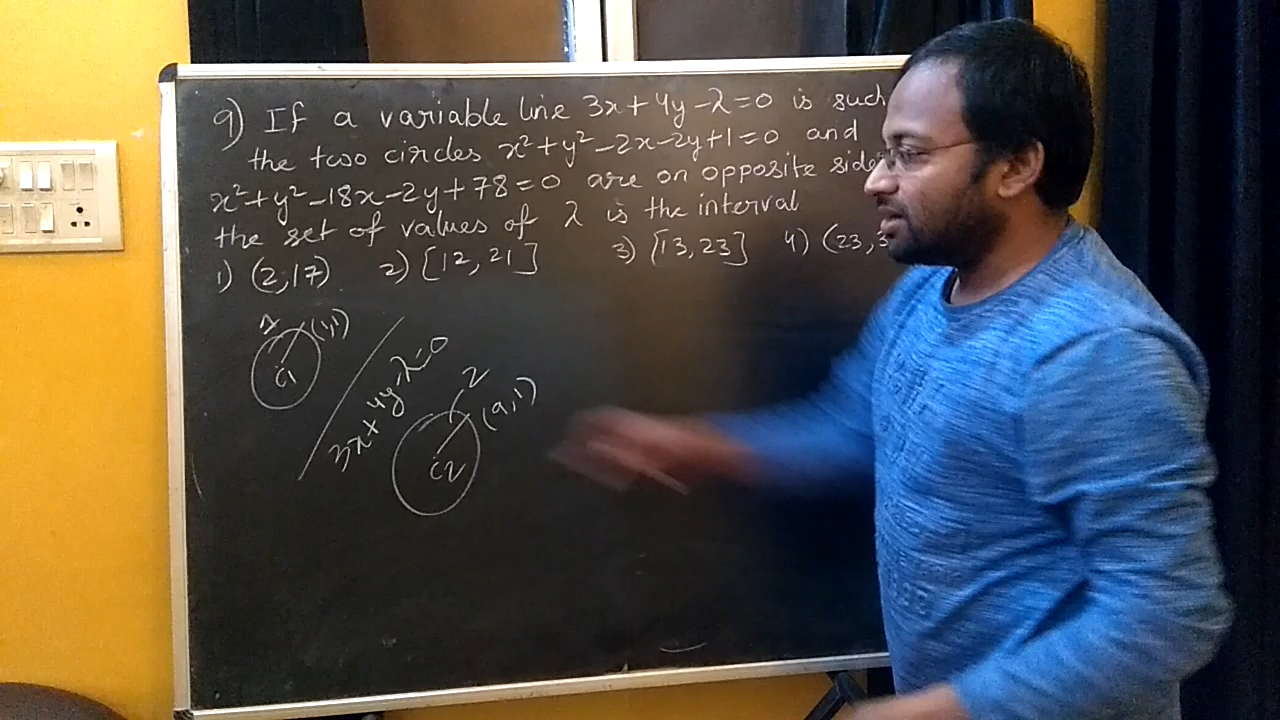 9) If a variable line 3x+4y-λ=0 is such
the two circles x²+y²-2x-2y+1=0 and
x²+y²-18x-2y+78=0 are on opposite side
the set of values of λ is the interval
1) (2,17) 2) [12,21] 3) [13,23] 4) (23,3
1 (1,1)
C1
3x+4y-λ=0
2
(9,1)
C2